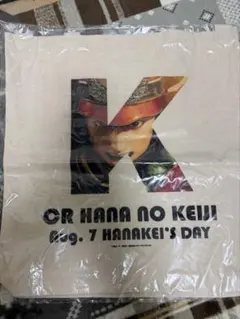 K
CR HANA NO KEIJI
Aug. 7 HANAKEI'S DAY